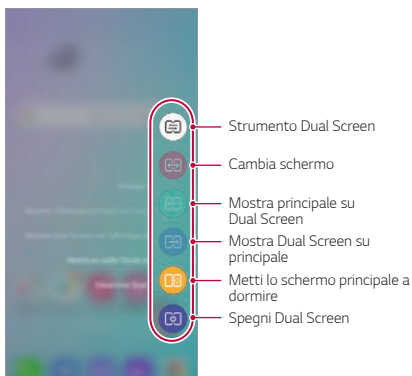 Strumento Dual Screen
Cambia schermo
Mostra principale su
Dual Screen
Mostra Dual Screen su
principale
Metti lo schermo principale a
dormire
Spegni Dual Screen